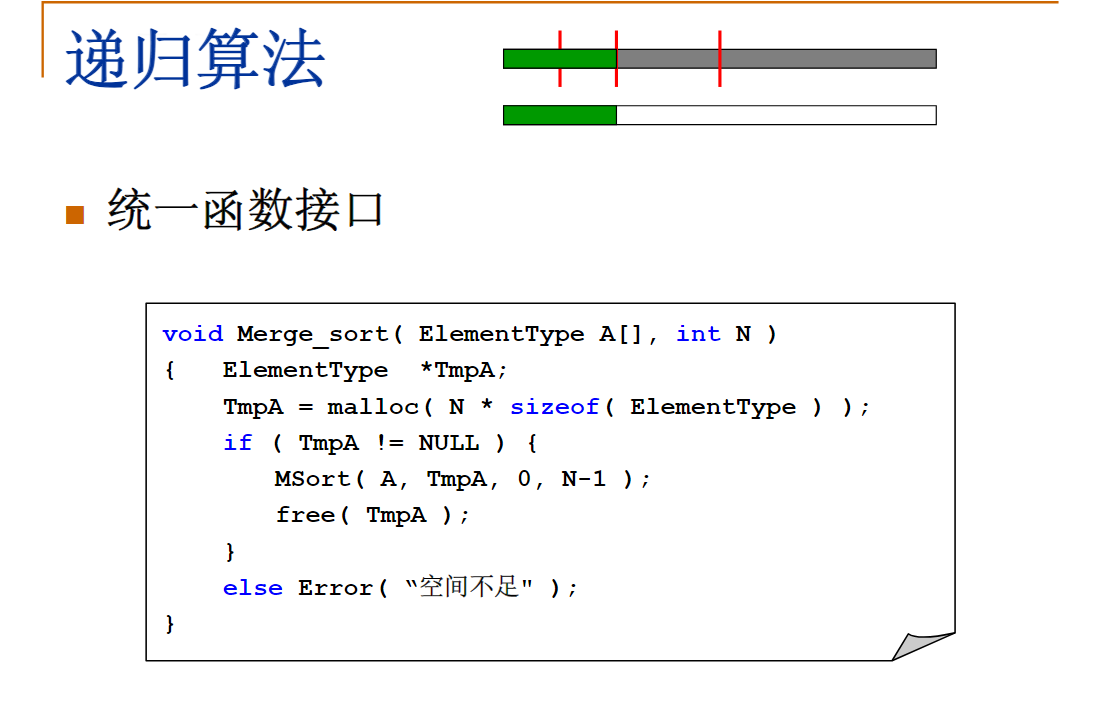 递归算法
统一函数接口
void Merge_sort( ElementType A[], int N )
{   ElementType  *TmpA;
    TmpA = malloc( N * sizeof( ElementType ) );
    if ( TmpA != NULL ) {
        MSort( A, TmpA, 0, N-1 );
        free( TmpA );
    }
    else Error( “空间不足" );
}